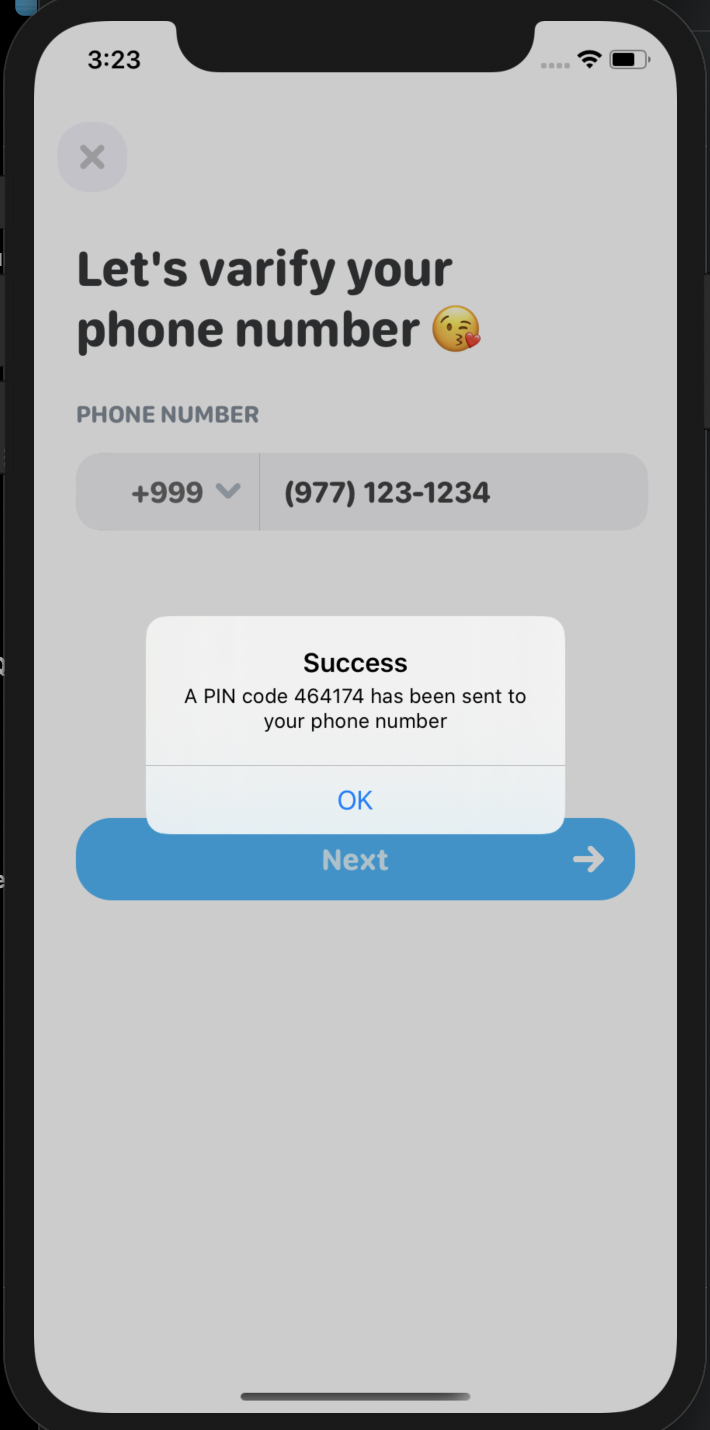 3:23
Let's varify your
phone number 😘
PHONE NUMBER
+999 (977) 123-1234
Success
A PIN code 464174 has been sent to
your phone number
OK
Next